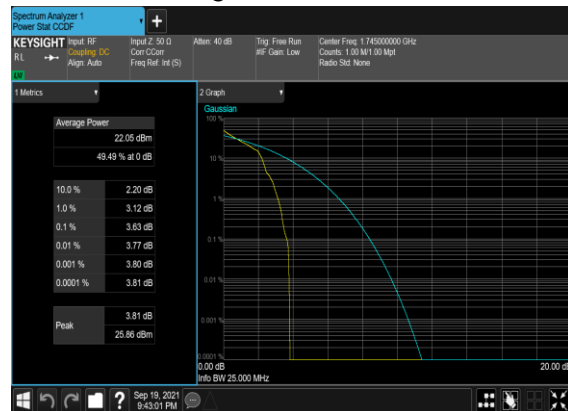 Spectrum Analyzer 1
Power Stat CCDF
KEYSIGHT
RL
Input: RF
Coupling: DC
Align: Auto
Input Z: 50 Ω
Corr CCorr
Freq Ref: Int (S)
Atten: 40 dB
Trig: Free Run
#IF Gain: Low
Center Freq: 1.745000000 GHz
Counts: 1.00 M/1.00 Mpt
Radio Std: None
1 Metrics
Average Power
22.05 dBm
49.49 % at 0 dB
10.0 % 2.20 dB
1.0 % 3.12 dB
0.1 % 3.63 dB
0.01 % 3.77 dB
0.001 % 3.80 dB
0.0001 % 3.81 dB
Peak
3.81 dB
25.86 dBm
2 Graph
Gaussian
100 %
10 %
1 %
0.1 %
0.01 %
0.001 %
0.0001 %
0.00 dB
20.00 dB
Info BW 25.000 MHz
?
Sep 19, 2021
9:43:01 PM